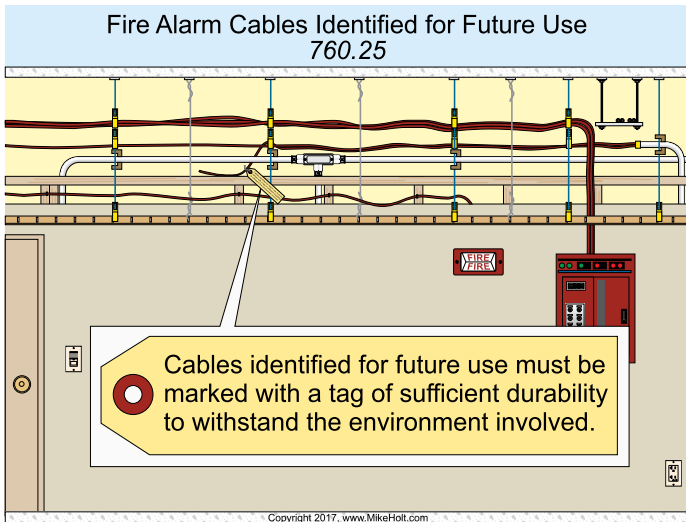 Fire Alarm Cables Identified for Future Use
760.25
FIRE
FIRE
Cables identified for future use must be
marked with a tag of sufficient durability
to withstand the environment involved.
Copyright 2017, www.MikeHolt.com